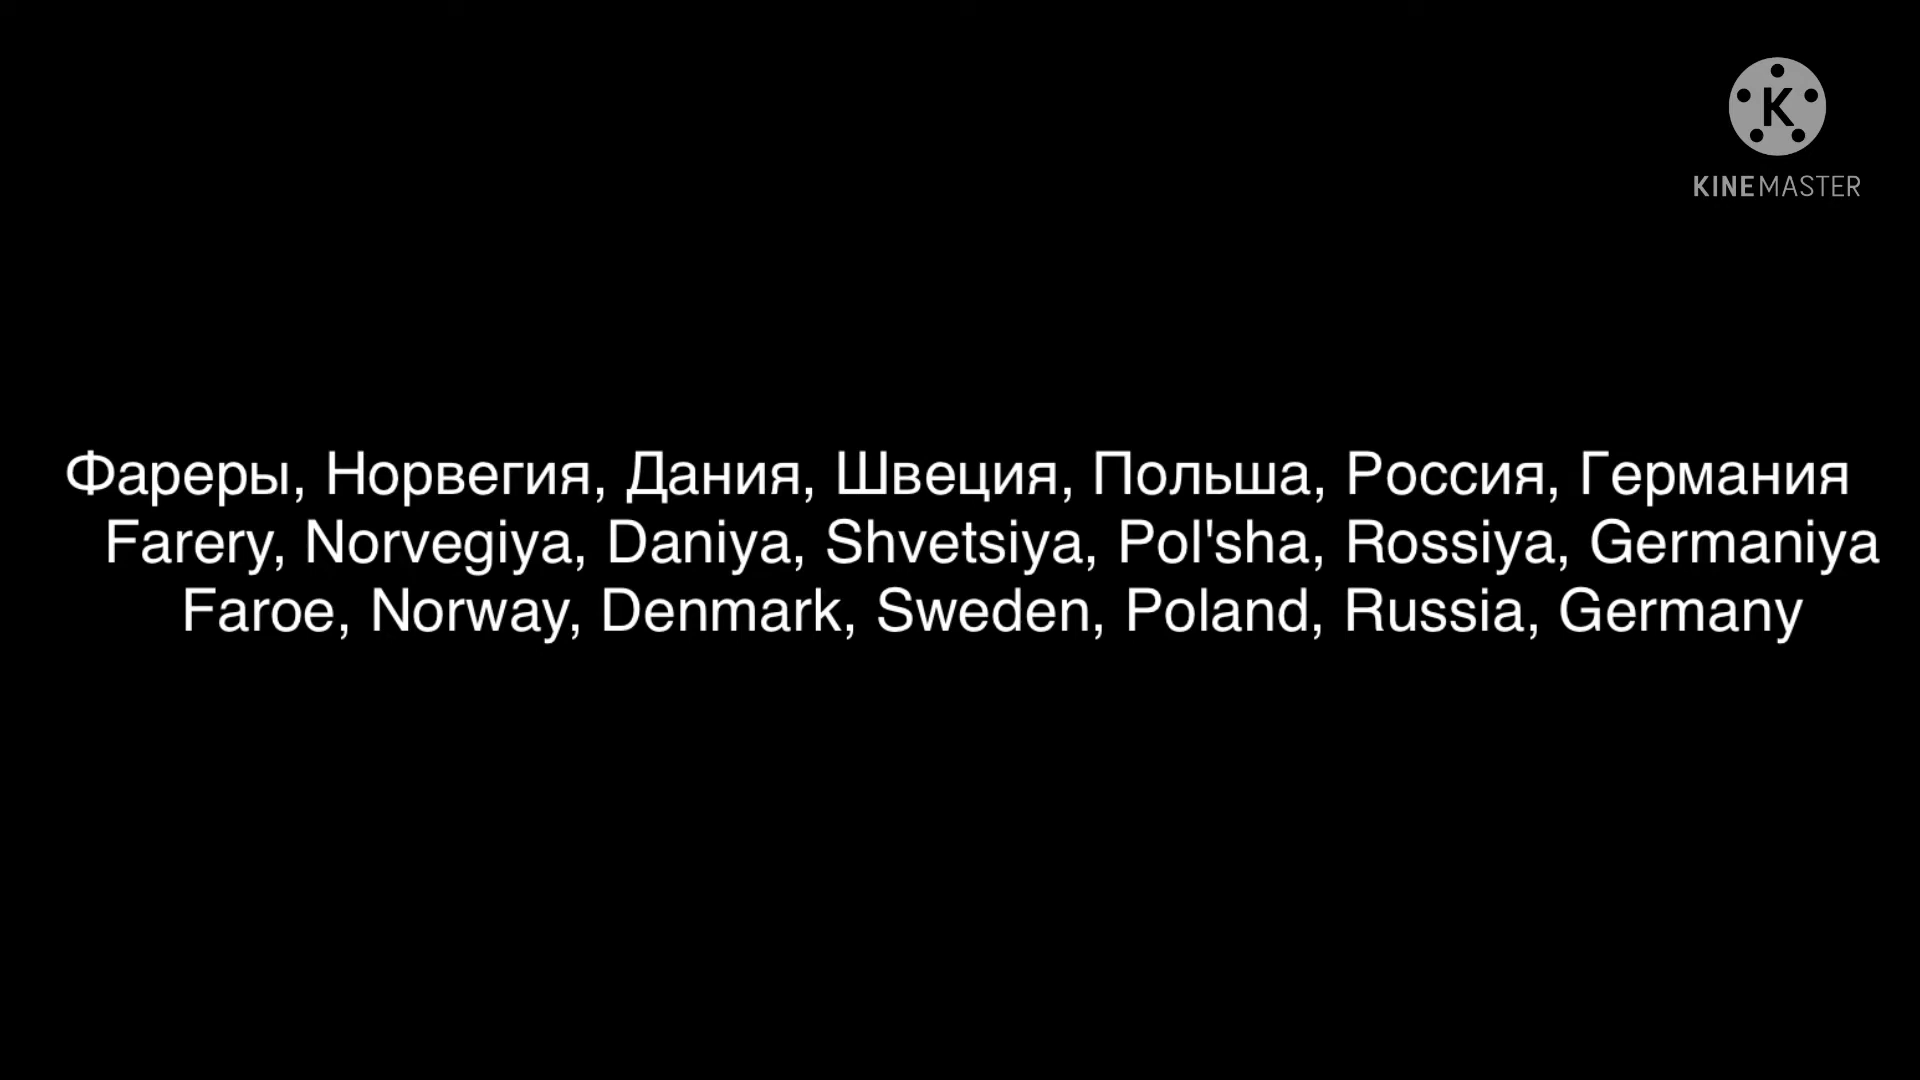 K
KINEMASTER
Фареры, Норвегия, Дания, Швеция, Польша, Россия, Германия
Farery, Norvegiya, Daniya, Shvetsiya, Pol'sha, Rossiya, Germaniya
Faroe, Norway, Denmark, Sweden, Poland, Russia, Germany